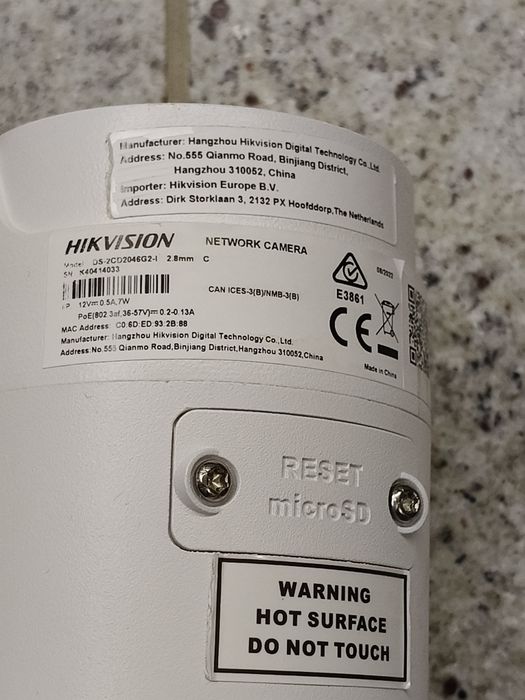 Manufacturer: Hangzhou Hikvision Digital Technology Co.,Ltd.
Address: No.555 Qianmo Road, Binjiang District,
Hangzhou 310052, China
Importer: Hikvision Europe B.V.
Address: Dirk Storklaan 3, 2132 PX Hoofddorp,The Netherlands
HIKVISION
NETWORK CAMERA
Model: DS-2CD2046G2-I 2.8mm C
SN: K40414033
08/2022
E3861
I/P: 12V⎓0.5A,7W
CAN ICES-3(B)/NMB-3(B)
PoE(802.3af,36-57V)⎓0.2-0.13A
MAC Address: C0:6D:ED:93:2B:88
CE
Manufacturer: Hangzhou Hikvision Digital Technology Co.,Ltd.
Address:No.555 Qianmo Road,Binjiang District,Hangzhou 310052,China
Made in China
RESET
microSD
WARNING
HOT SURFACE
DO NOT TOUCH